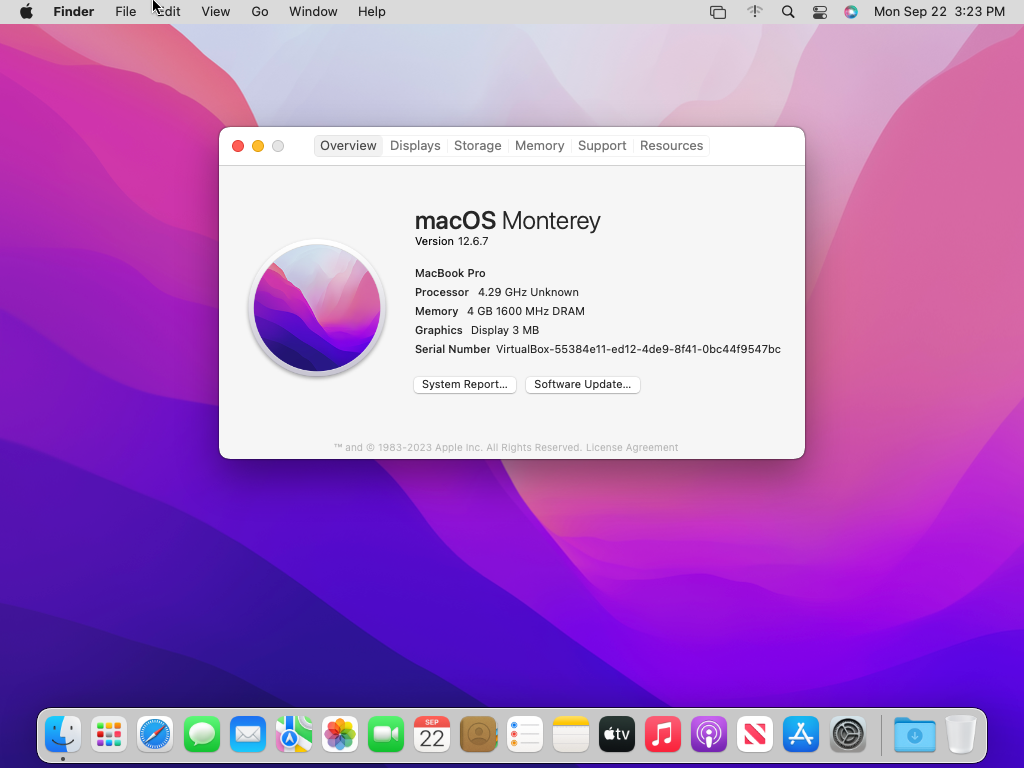 Finder File Edit View Go Window Help Mon Sep 22 3:23 PM
Overview Displays Storage Memory Support Resources
macOS Monterey
Version 12.6.7
MacBook Pro
Processor 4.29 GHz Unknown
Memory 4 GB 1600 MHz DRAM
Graphics Display 3 MB
Serial Number VirtualBox-55384e11-ed12-4de9-8f41-0bc44f9547bc
System Report... Software Update...
™ and © 1983-2023 Apple Inc. All Rights Reserved. License Agreement
SEP
22
tv